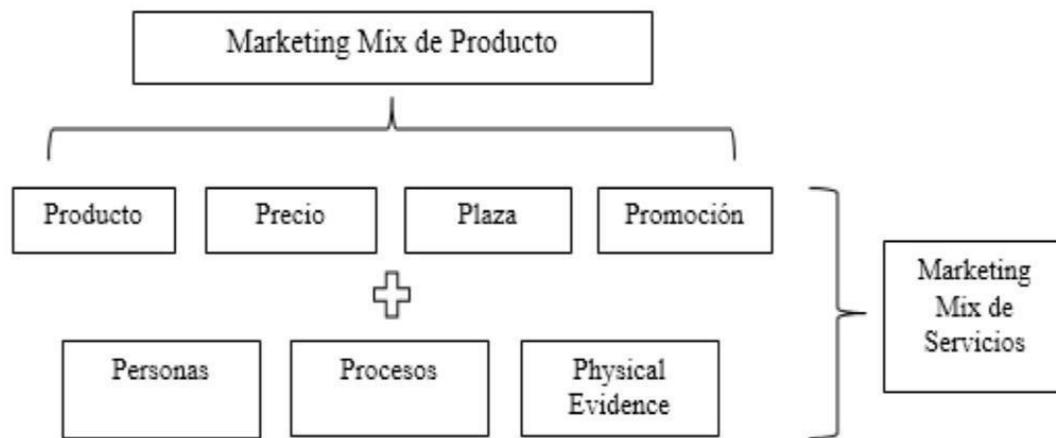 Marketing Mix de Producto
Producto
Precio
Plaza
Promoción
Marketing
Mix de
Servicios
Personas
Procesos
Physical
Evidence